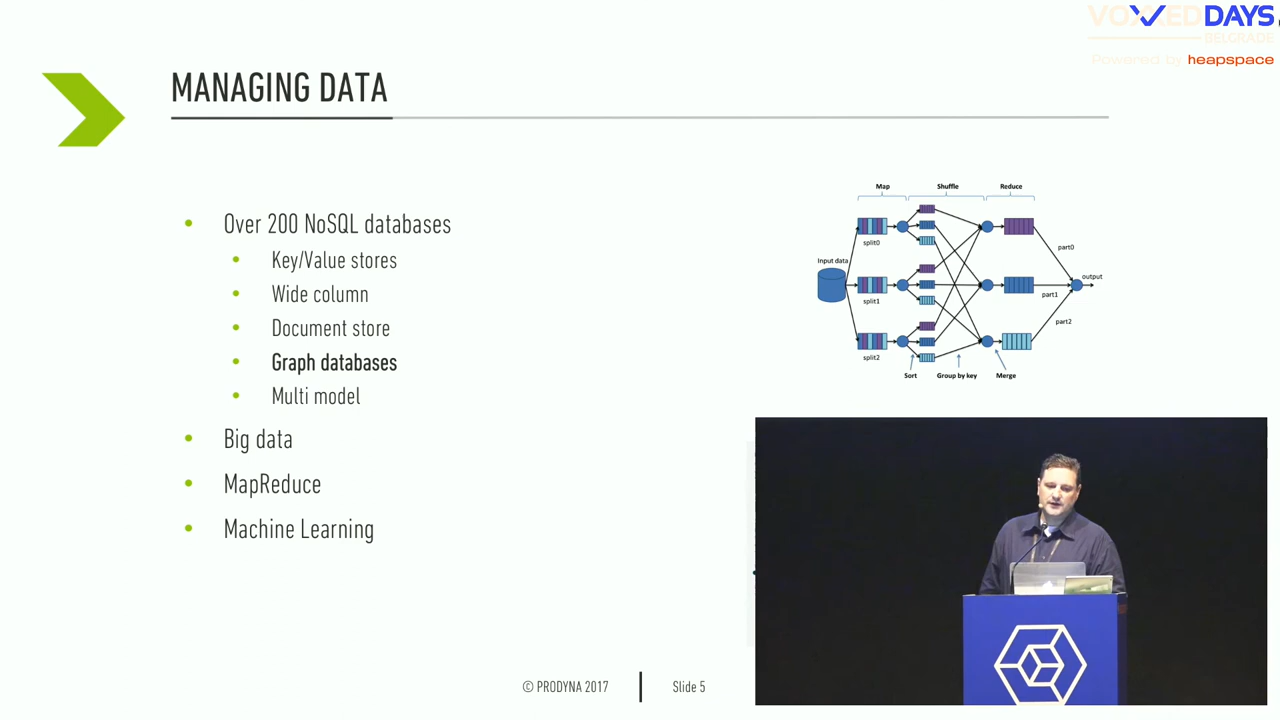 VOXXED DAYS
BELGRADE
Powered by heapspace
MANAGING DATA
Over 200 NoSQL databases
Key/Value stores
Wide column
Document store
Graph databases
Multi model
Big data
MapReduce
Machine Learning
Map Shuffle Reduce
split0
part0
Input data
output
split1
part1
part2
split2
Sort Group by key Merge
© PRODYNA 2017
Slide 5